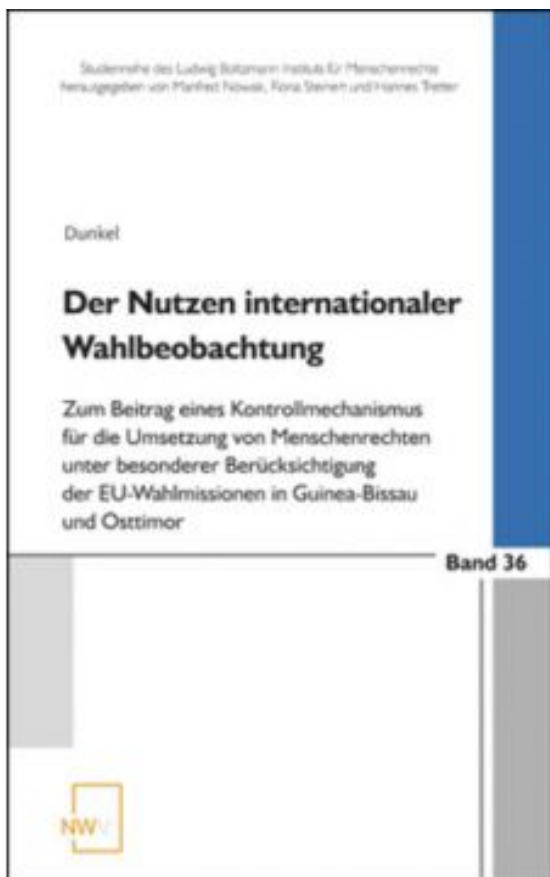 Studienreihe des Ludwig Boltzmann Instituts für Menschenrechte
herausgegeben von Manfred Nowak, Fiona Steinert und Hannes Tretter
Dunkel
Der Nutzen internationaler
Wahlbeobachtung
Zum Beitrag eines Kontrollmechanismus
für die Umsetzung von Menschenrechten
unter besonderer Berücksichtigung
der EU-Wahlmissionen in Guinea-Bissau
und Osttimor
Band 36
NWV